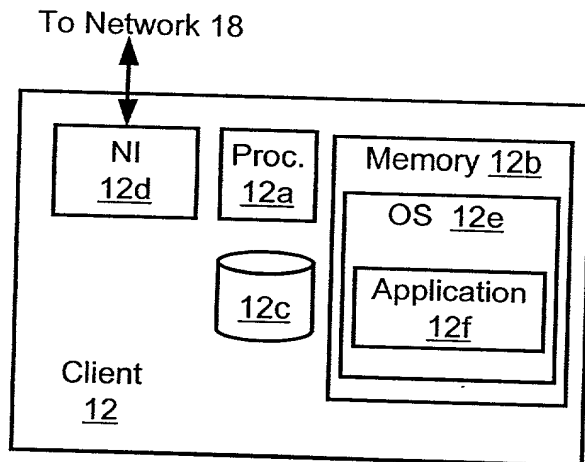 To Network 18
NI
12d
Proc.
12a
Memory 12b
OS 12e
Application
12f
12c
Client
12